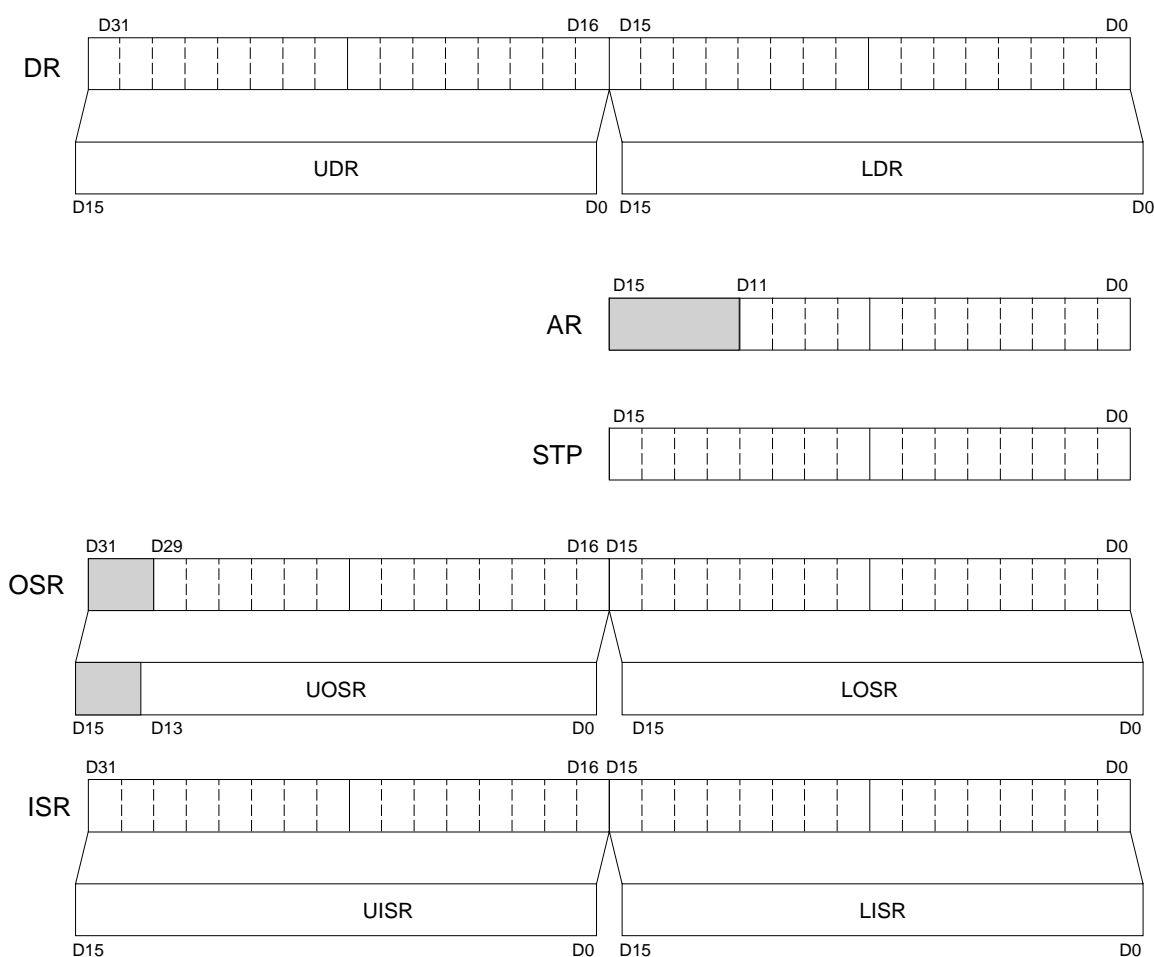 D31 D16 D15 D0
DR
UDR LDR
D15 D0 D15 D0
D15 D11 D0
AR
D15 D0
STP
D31 D29 D16 D15 D0
OSR
UOSR LOSR
D15 D13 D0 D15 D0
D31 D16 D15 D0
ISR
UISR LISR
D15 D0 D15 D0